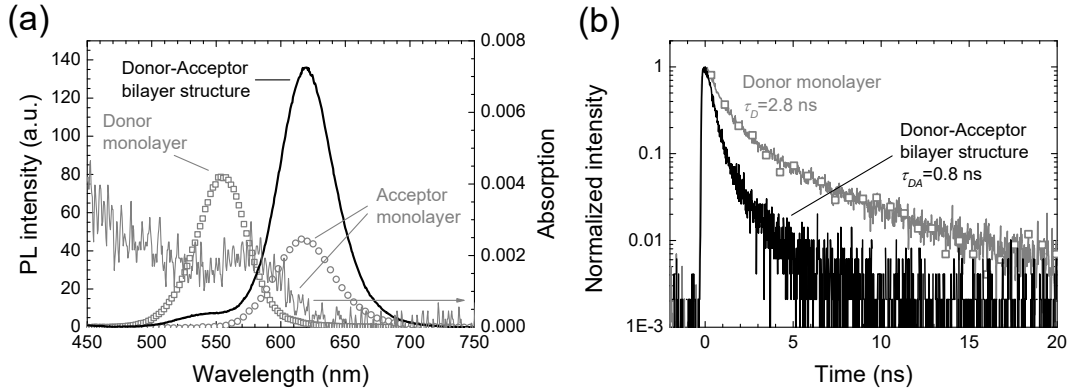 (a)
140
120
100
80
60
40
20
0
PL intensity (a.u.)
450 500 550 600 650 700 750
Wavelength (nm)
0.008
0.006
0.004
0.002
0.000
Absorption
Donor-Acceptor
bilayer structure
Donor
monolayer
Acceptor
monolayer
(b)
1
0.1
0.01
1E-3
Normalized intensity
0 5 10 15 20
Time (ns)
Donor monolayer
τD=2.8 ns
Donor-Acceptor
bilayer structure
τDA=0.8 ns